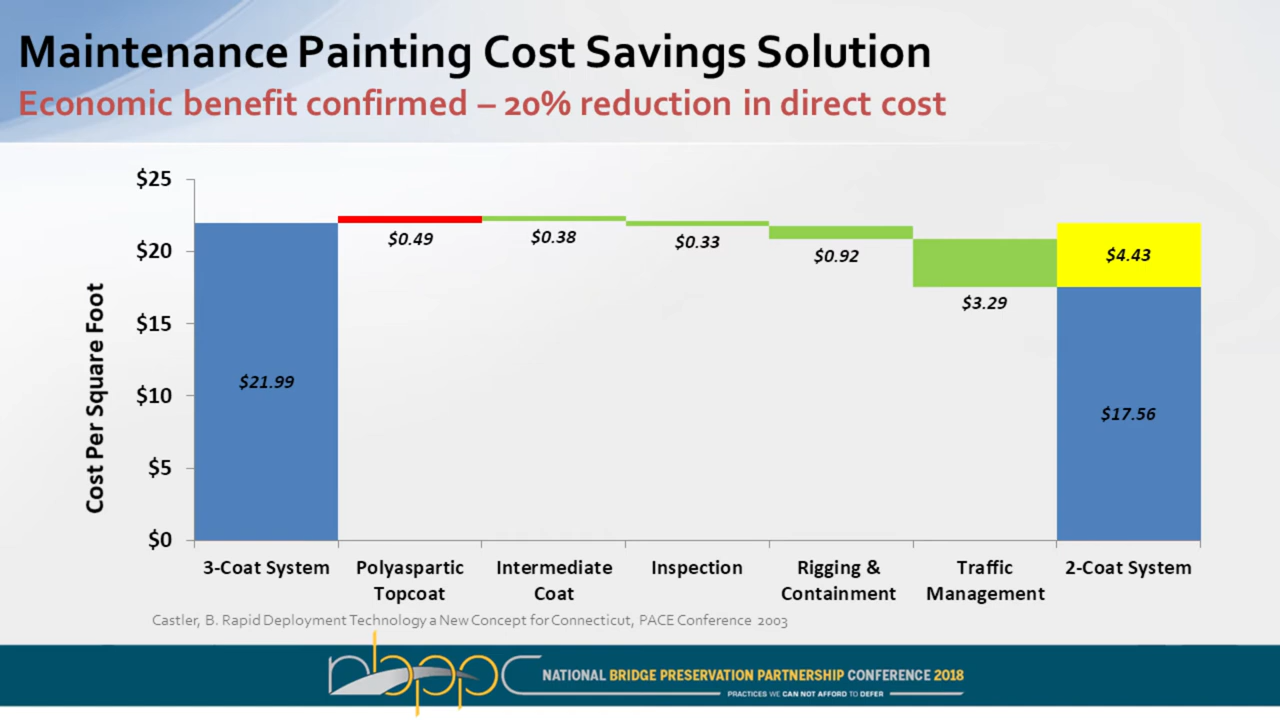 Maintenance Painting Cost Savings Solution
Economic benefit confirmed – 20% reduction in direct cost
Cost Per Square Foot
$25
$20
$15
$10
$5
$0
$21.99
$0.49
$0.38
$0.33
$0.92
$3.29
$4.43
$17.56
3-Coat System
Polyaspartic
Topcoat
Intermediate
Coat
Inspection
Rigging &
Containment
Traffic
Management
2-Coat System
Castler, B. Rapid Deployment Technology a New Concept for Connecticut, PACE Conference 2003
nbppc
NATIONAL BRIDGE PRESERVATION PARTNERSHIP CONFERENCE 2018
PRACTICES WE CAN NOT AFFORD TO DEFER